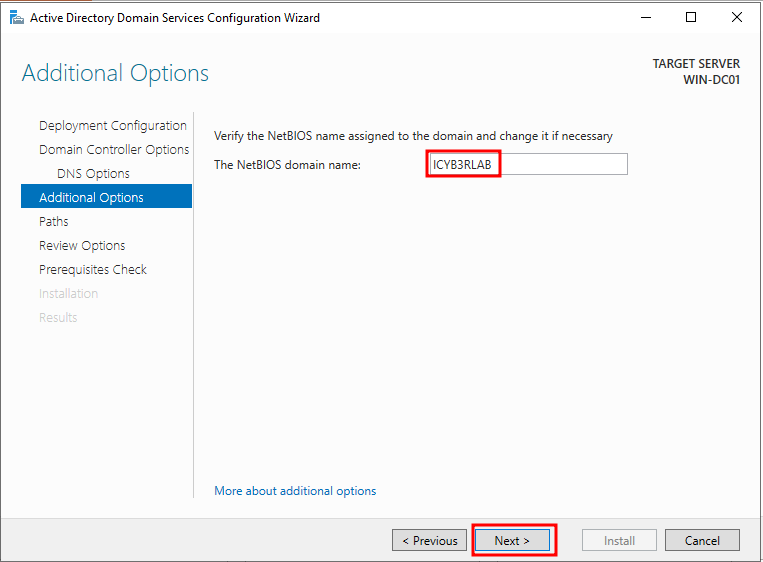 Active Directory Domain Services Configuration Wizard
Additional Options
TARGET SERVER
WIN-DC01
Deployment Configuration
Domain Controller Options
DNS Options
Additional Options
Paths
Review Options
Prerequisites Check
Installation
Results
Verify the NetBIOS name assigned to the domain and change it if necessary
The NetBIOS domain name: ICYB3RLAB
More about additional options
< Previous Next > Install Cancel